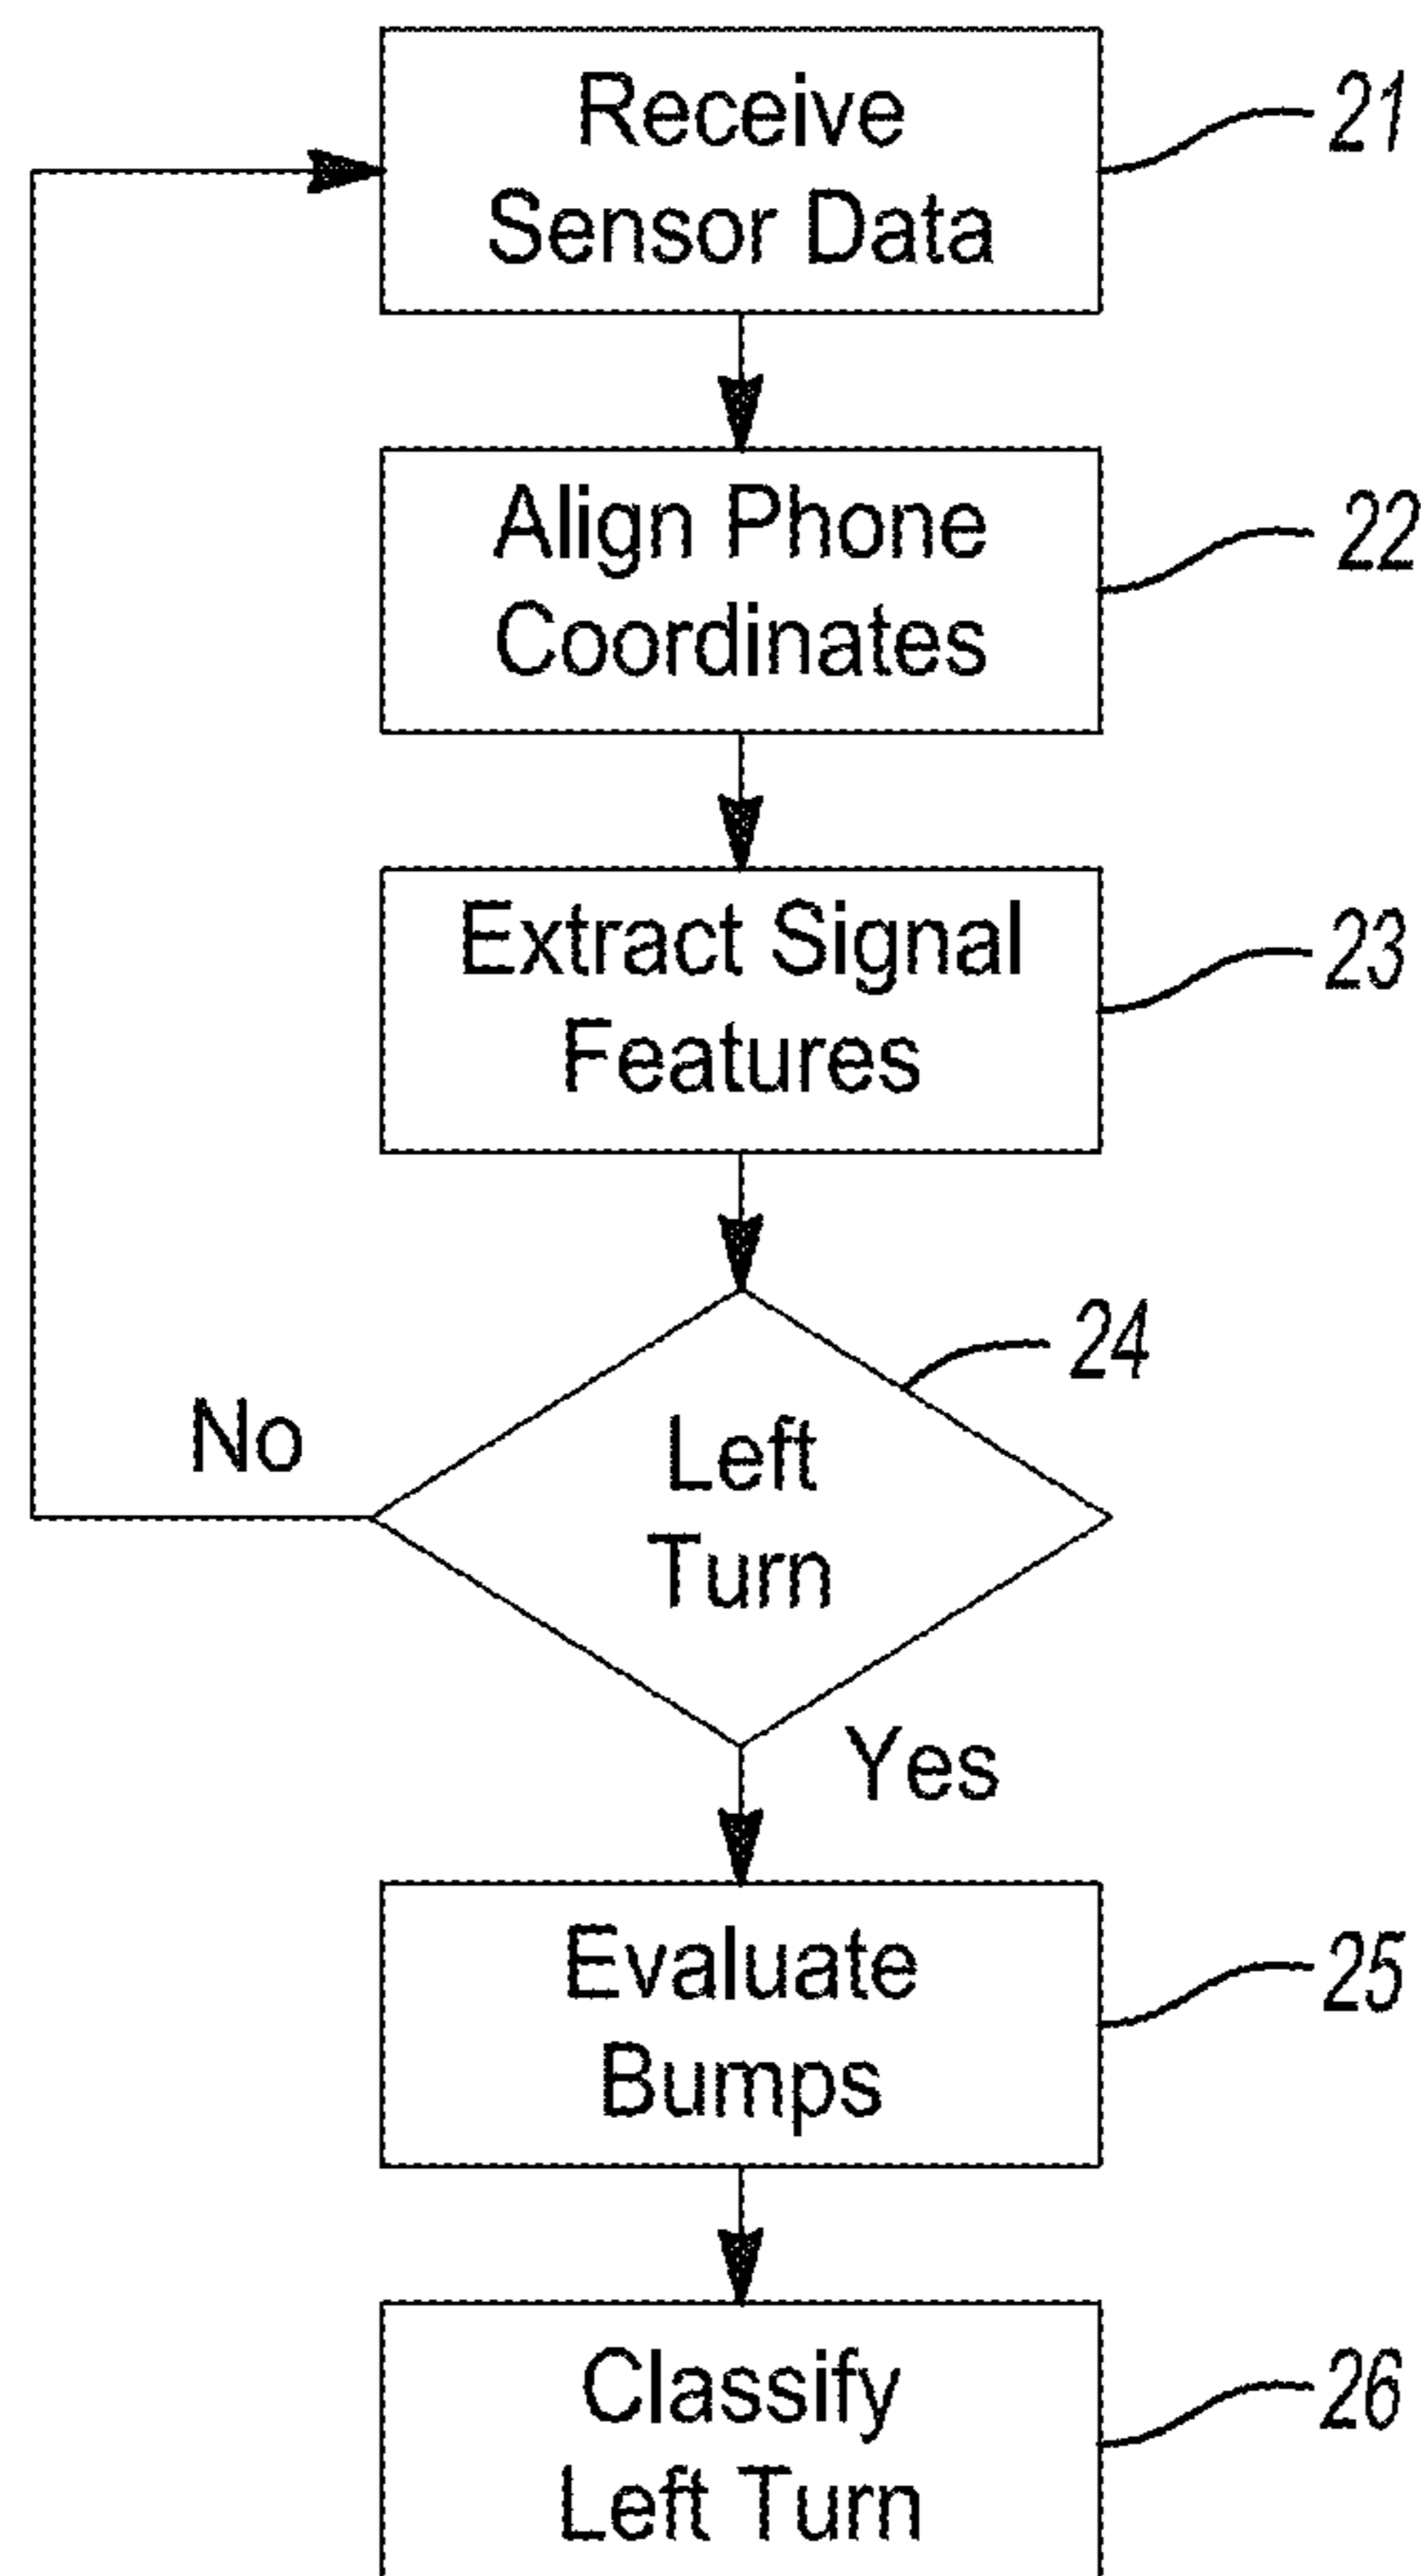 Receive
Sensor Data
21
Align Phone
Coordinates
22
Extract Signal
Features
23
24
Left
Turn
No
Yes
Evaluate
Bumps
25
Classify
Left Turn
26